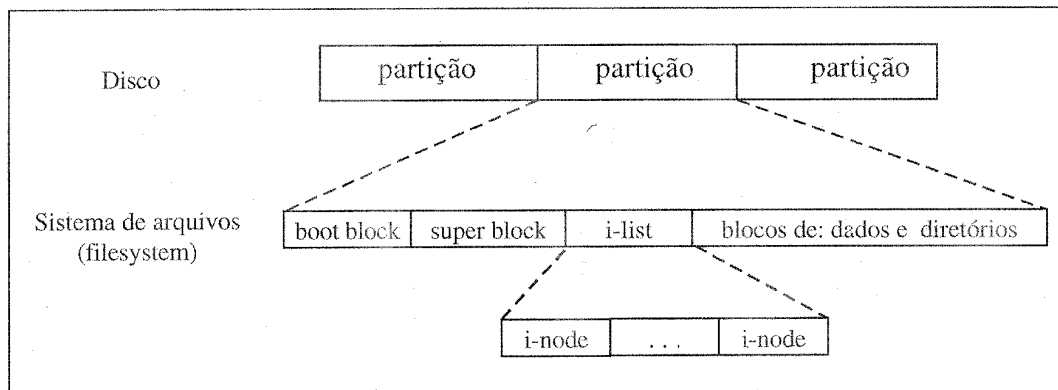 Disco
partição partição partição
Sistema de arquivos
(filesystem)
boot block super block i-list blocos de: dados e diretórios
i-node . . . i-node